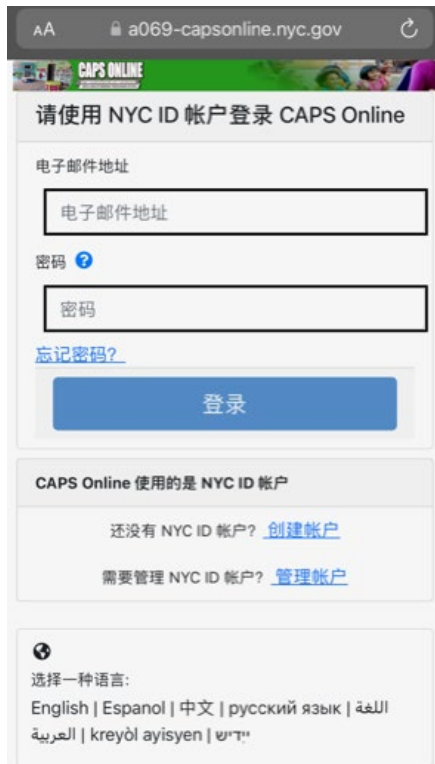 AA a069-capsonline.nyc.gov
CAPS ONLINE
请使用 NYC ID 帐户登录 CAPS Online
电子邮件地址
电子邮件地址
密码 ?
密码
忘记密码?
登录
CAPS Online 使用的是 NYC ID 帐户
还没有 NYC ID 帐户? 创建帐户
需要管理 NYC ID 帐户? 管理帐户
选择一种语言:
English | Espanol | 中文 | русский язык | اللغة
العربية | kreyòl ayisyen | ייִדיש